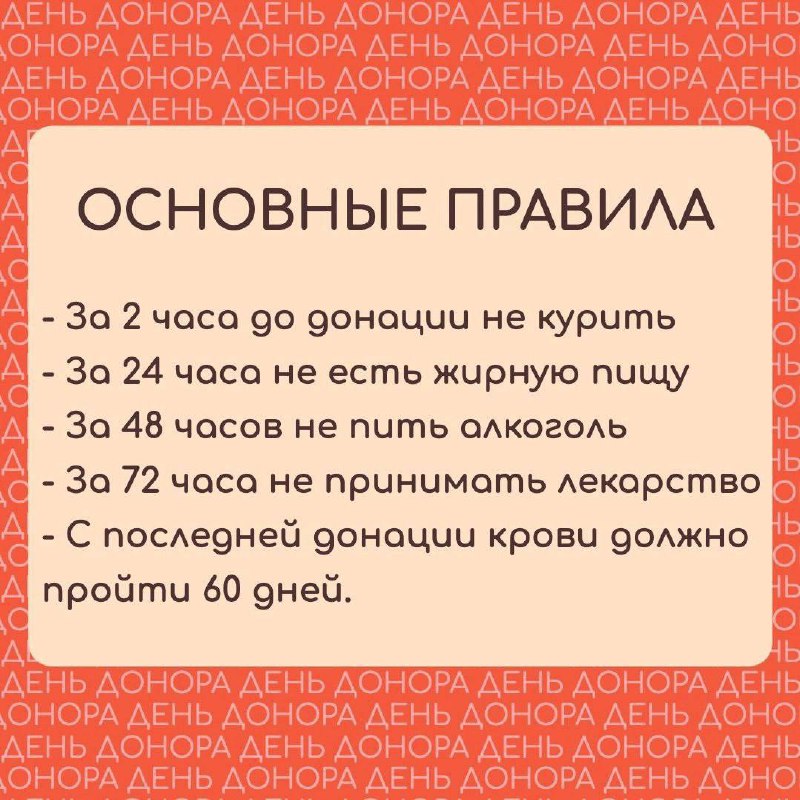 ДЕНЬ ДОНОРА ДЕНЬ ДОНОРА ДЕНЬ ДОНОРА ДЕНЬ
ДОНОРА ДЕНЬ ДОНОРА ДЕНЬ ДОНОРА ДЕНЬ ДОНО
ДЕНЬ ДОНОРА ДЕНЬ ДОНОРА ДЕНЬ ДОНОРА ДЕНЬ
ДОНОРА ДЕНЬ ДОНОРА ДЕНЬ ДОНОРА ДЕНЬ ДОНО
ОСНОВНЫЕ ПРАВИЛА
- За 2 часа до донации не курить
- За 24 часа не есть жирную пищу
- За 48 часов не пить алкоголь
- За 72 часа не принимать лекарство
- С последней донации крови должно
пройти 60 дней.
ДЕНЬ ДОНОРА ДЕНЬ ДОНОРА ДЕНЬ ДОНОРА ДЕНЬ
ДОНОРА ДЕНЬ ДОНОРА ДЕНЬ ДОНОРА ДЕНЬ ДОНО
ДЕНЬ ДОНОРА ДЕНЬ ДОНОРА ДЕНЬ ДОНОРА ДЕНЬ
ДОНОРА ДЕНЬ ДОНОРА ДЕНЬ ДОНОРА ДЕНЬ ДОНО